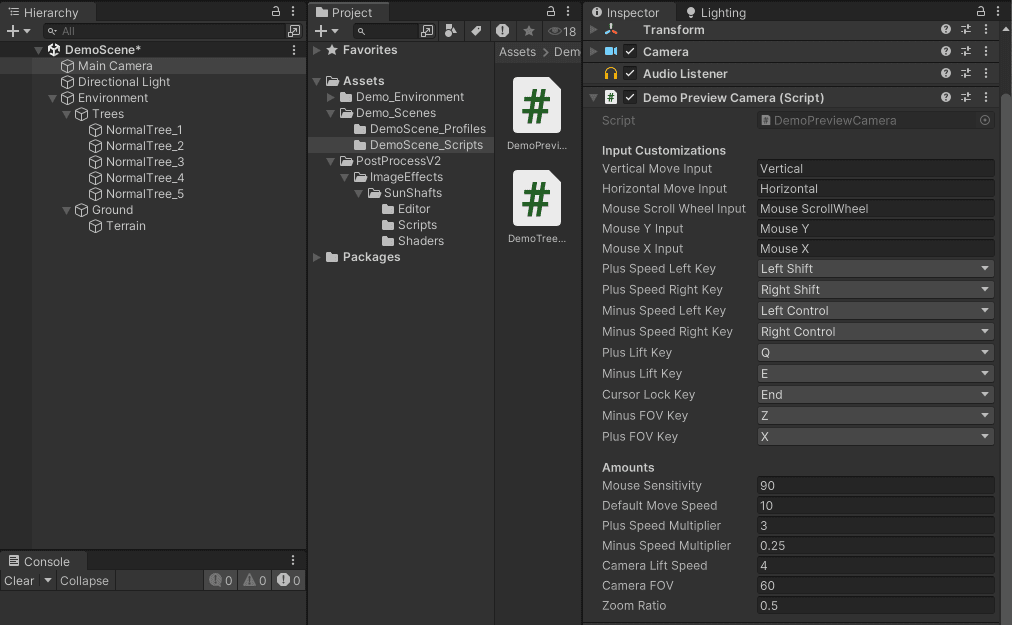 Hierarchy
All
DemoScene*
Main Camera
Directional Light
Environment
Trees
NormalTree_1
NormalTree_2
NormalTree_3
NormalTree_4
NormalTree_5
Ground
Terrain
Console
Clear
Collapse
0
0
0
Project
18
Favorites
Assets
Demo_Environment
Demo_Scenes
DemoScene_Profiles
DemoScene_Scripts
PostProcessV2
ImageEffects
SunShafts
Editor
Scripts
Shaders
Packages
Assets > Dem
#
DemoPrevi...
#
DemoTree...
Inspector
Lighting
Transform
Camera
Audio Listener
# Demo Preview Camera (Script)
Script # DemoPreviewCamera
Input Customizations
Vertical Move Input Vertical
Horizontal Move Input Horizontal
Mouse Scroll Wheel Input Mouse ScrollWheel
Mouse Y Input Mouse Y
Mouse X Input Mouse X
Plus Speed Left Key Left Shift
Plus Speed Right Key Right Shift
Minus Speed Left Key Left Control
Minus Speed Right Key Right Control
Plus Lift Key Q
Minus Lift Key E
Cursor Lock Key End
Minus FOV Key Z
Plus FOV Key X
Amounts
Mouse Sensitivity 90
Default Move Speed 10
Plus Speed Multiplier 3
Minus Speed Multiplier 0.25
Camera Lift Speed 4
Camera FOV 60
Zoom Ratio 0.5